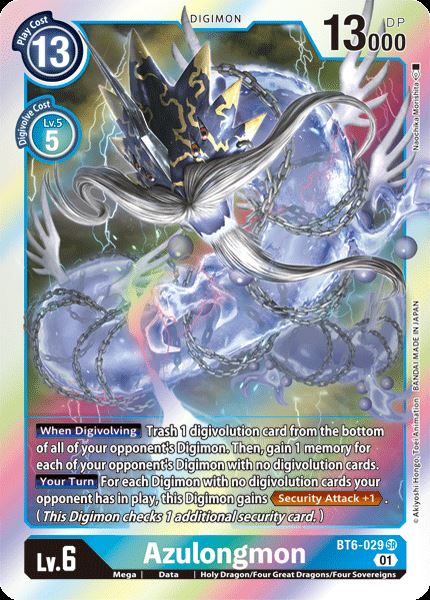 Play Cost
13
DIGIMON
DP
13000
Digivolve Cost
Lv.5
5
Naochika Morishita
When Digivolving Trash 1 digivolution card from the bottom
of all of your opponent's Digimon. Then, gain 1 memory for
each of your opponent's Digimon with no digivolution cards.
Your Turn For each Digimon with no digivolution cards your
opponent has in play, this Digimon gains Security Attack +1 .
(This Digimon checks 1 additional security card.)
© Akiyoshi Hongo, Toei Animation BANDAI MADE IN JAPAN
Lv.6
Azulongmon
BT6-029 SR
01
Mega Data Holy Dragon/Four Great Dragons/Four Sovereigns